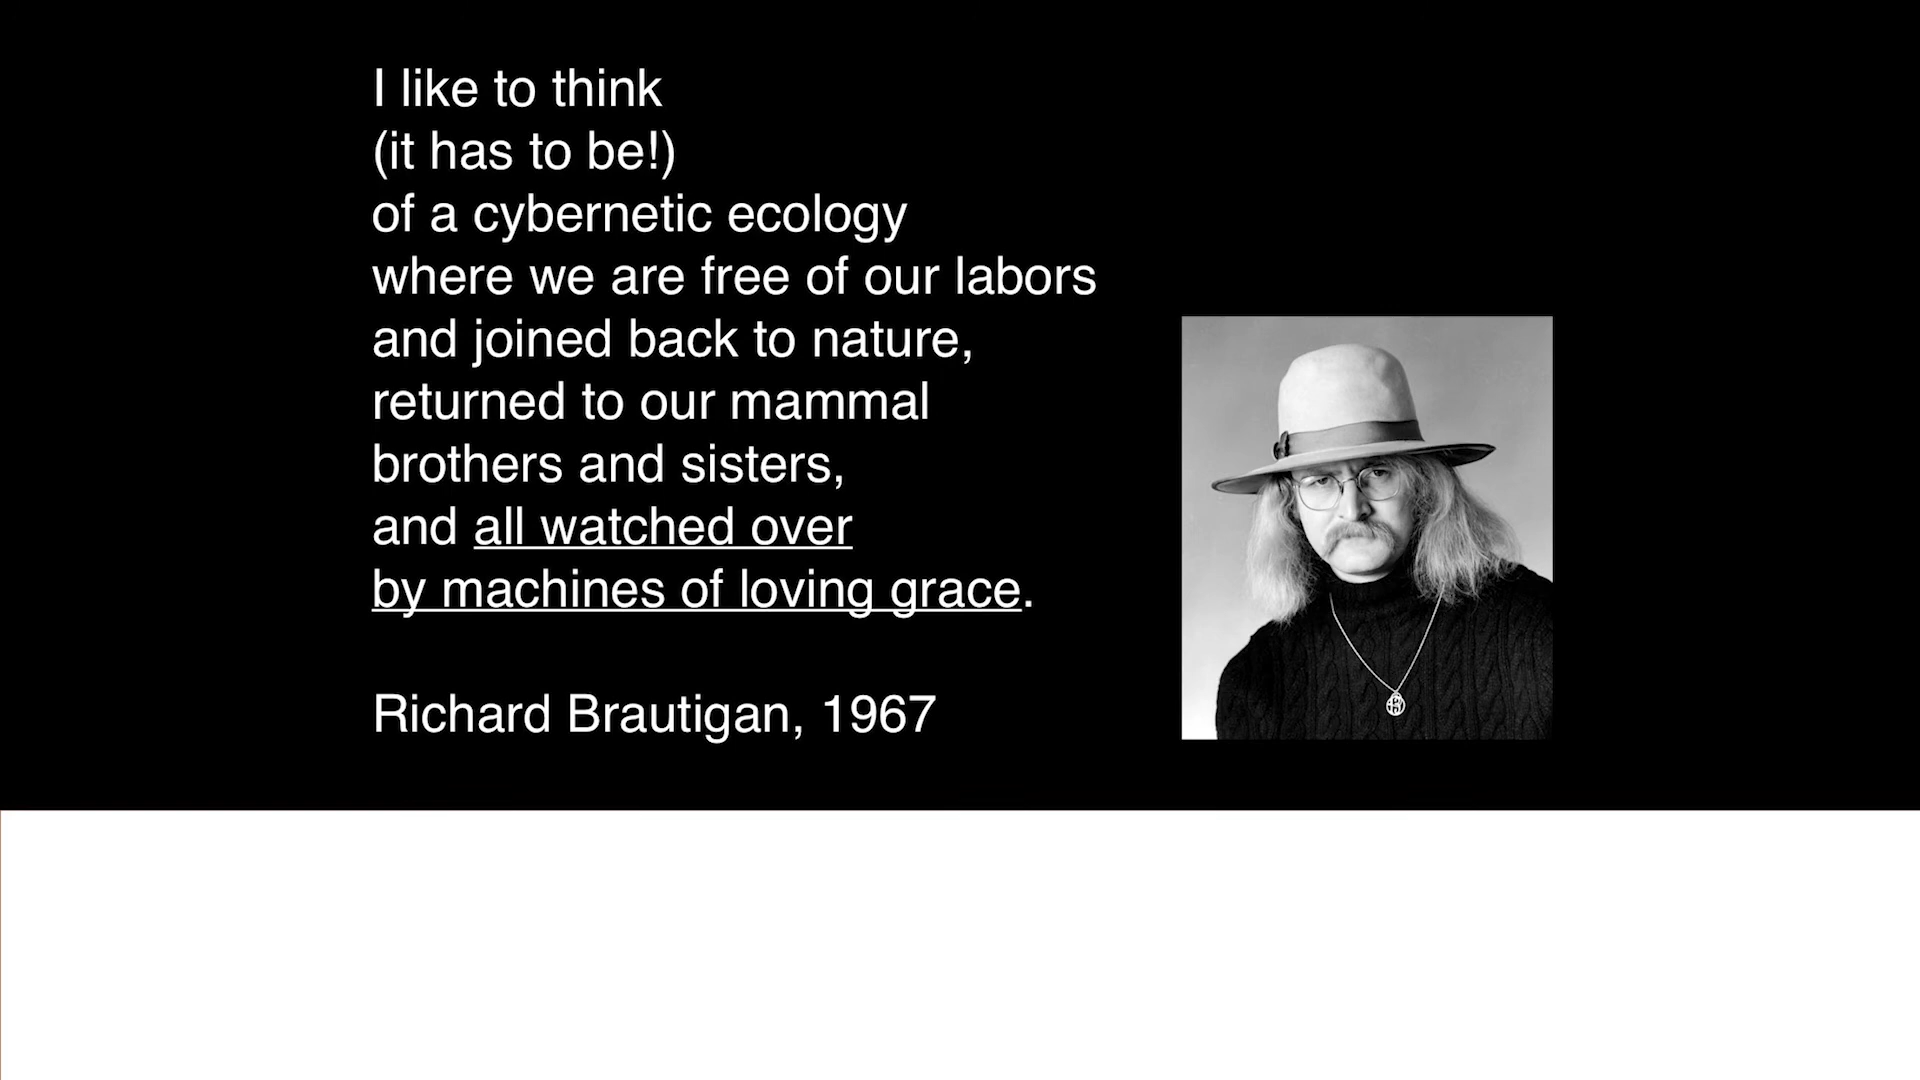 I like to think
(it has to be!)
of a cybernetic ecology
where we are free of our labors
and joined back to nature,
returned to our mammal
brothers and sisters,
and all watched over
by machines of loving grace.
Richard Brautigan, 1967